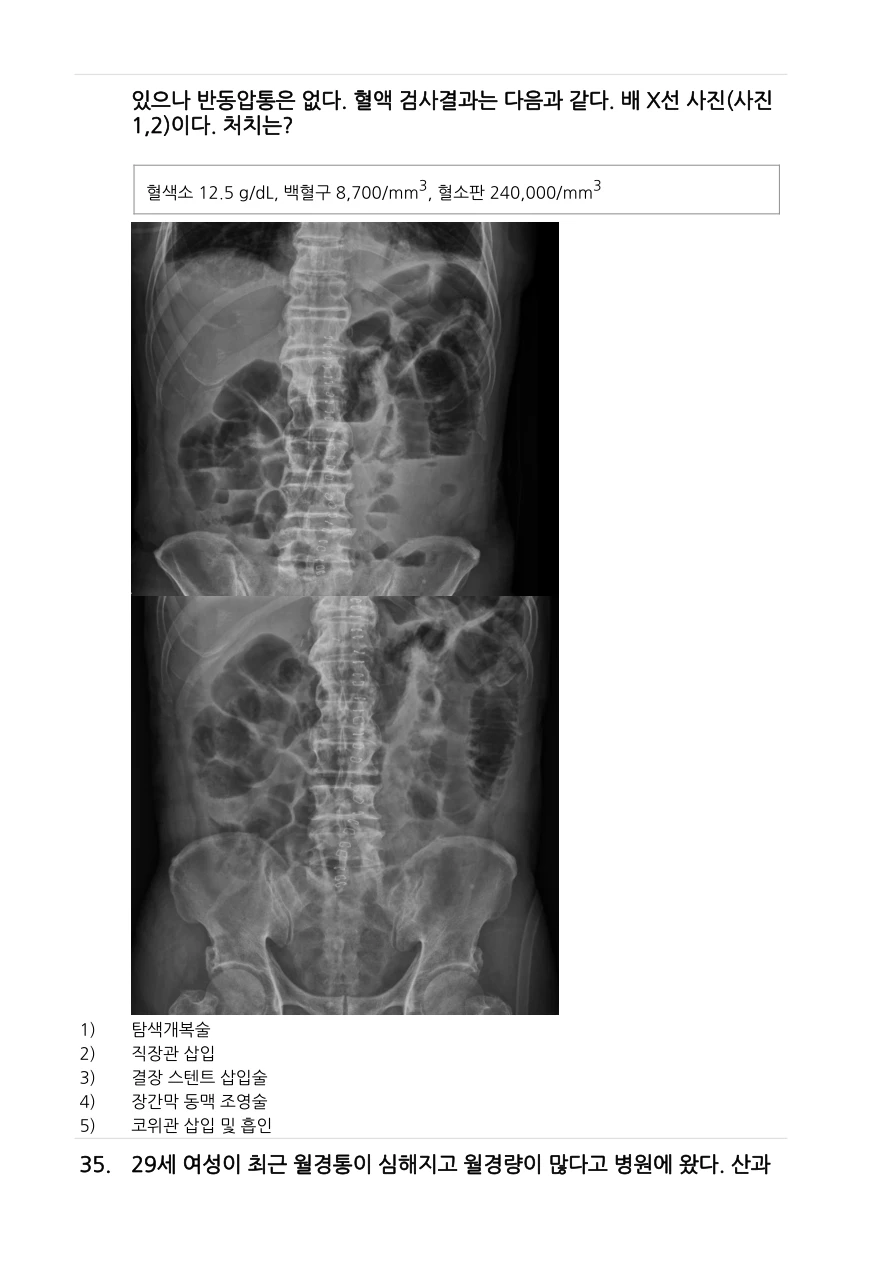 있으나 반동압통은 없다. 혈액 검사결과는 다음과 같다. 배 X선 사진(사진
1,2)이다. 처치는?
혈색소 12.5 g/dL, 백혈구 8,700/mm³, 혈소판 240,000/mm³
1) 탐색개복술
2) 직장관 삽입
3) 결장 스텐트 삽입술
4) 장간막 동맥 조영술
5) 코위관 삽입 및 흡인
35. 29세 여성이 최근 월경통이 심해지고 월경량이 많다고 병원에 왔다. 산과